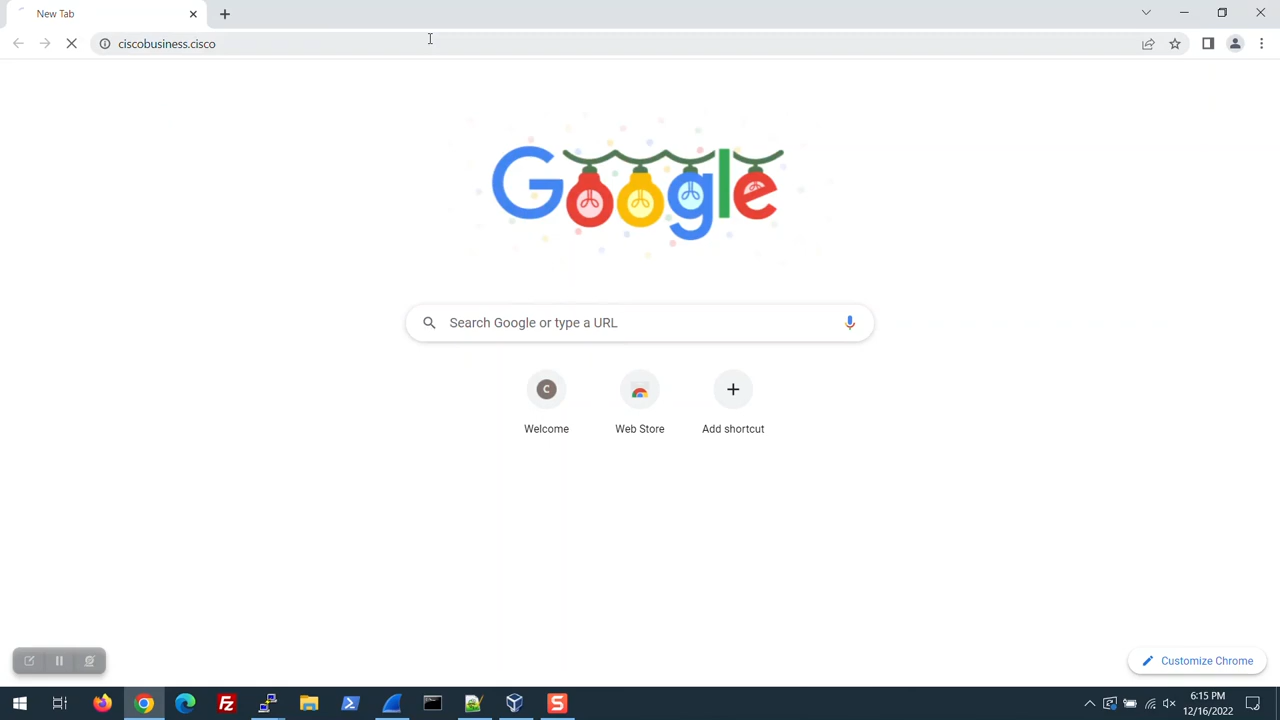 New Tab
ciscobusiness.cisco
Google
Search Google or type a URL
C
Welcome
Web Store
Add shortcut
Customize Chrome
6:15 PM
12/16/2022